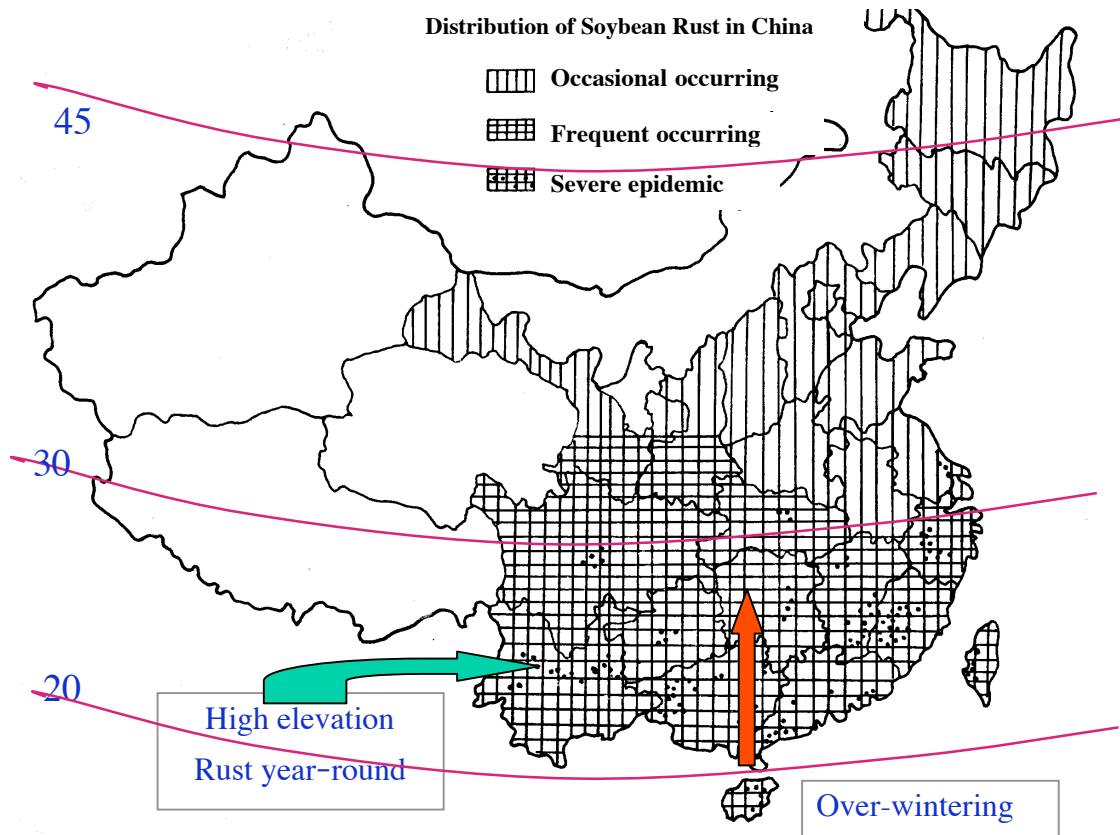 Distribution of Soybean Rust in China
Occasional occurring
Frequent occurring
Severe epidemic
45
30
20
High elevation
Rust year-round
Over-wintering